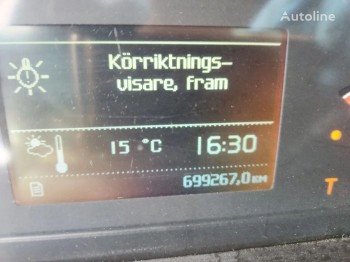 Autoline
Körriktnings-
visare, fram
15 °C 16:30
699267,0 KM
T